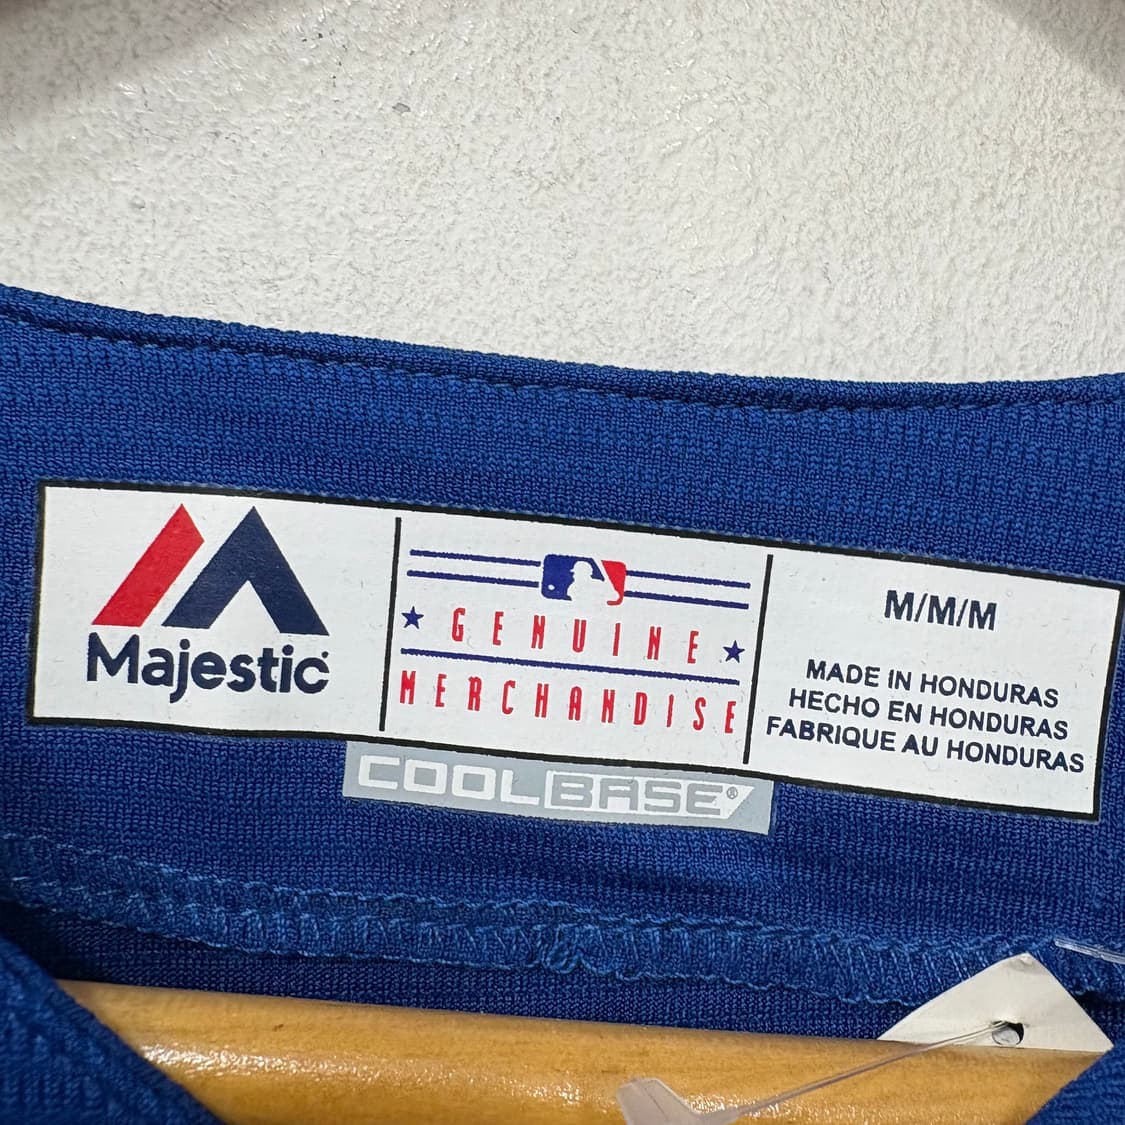 Majestic
GENUINE
MERCHANDISE
M/M/M
MADE IN HONDURAS
HECHO EN HONDURAS
FABRIQUE AU HONDURAS
COOLBASE®